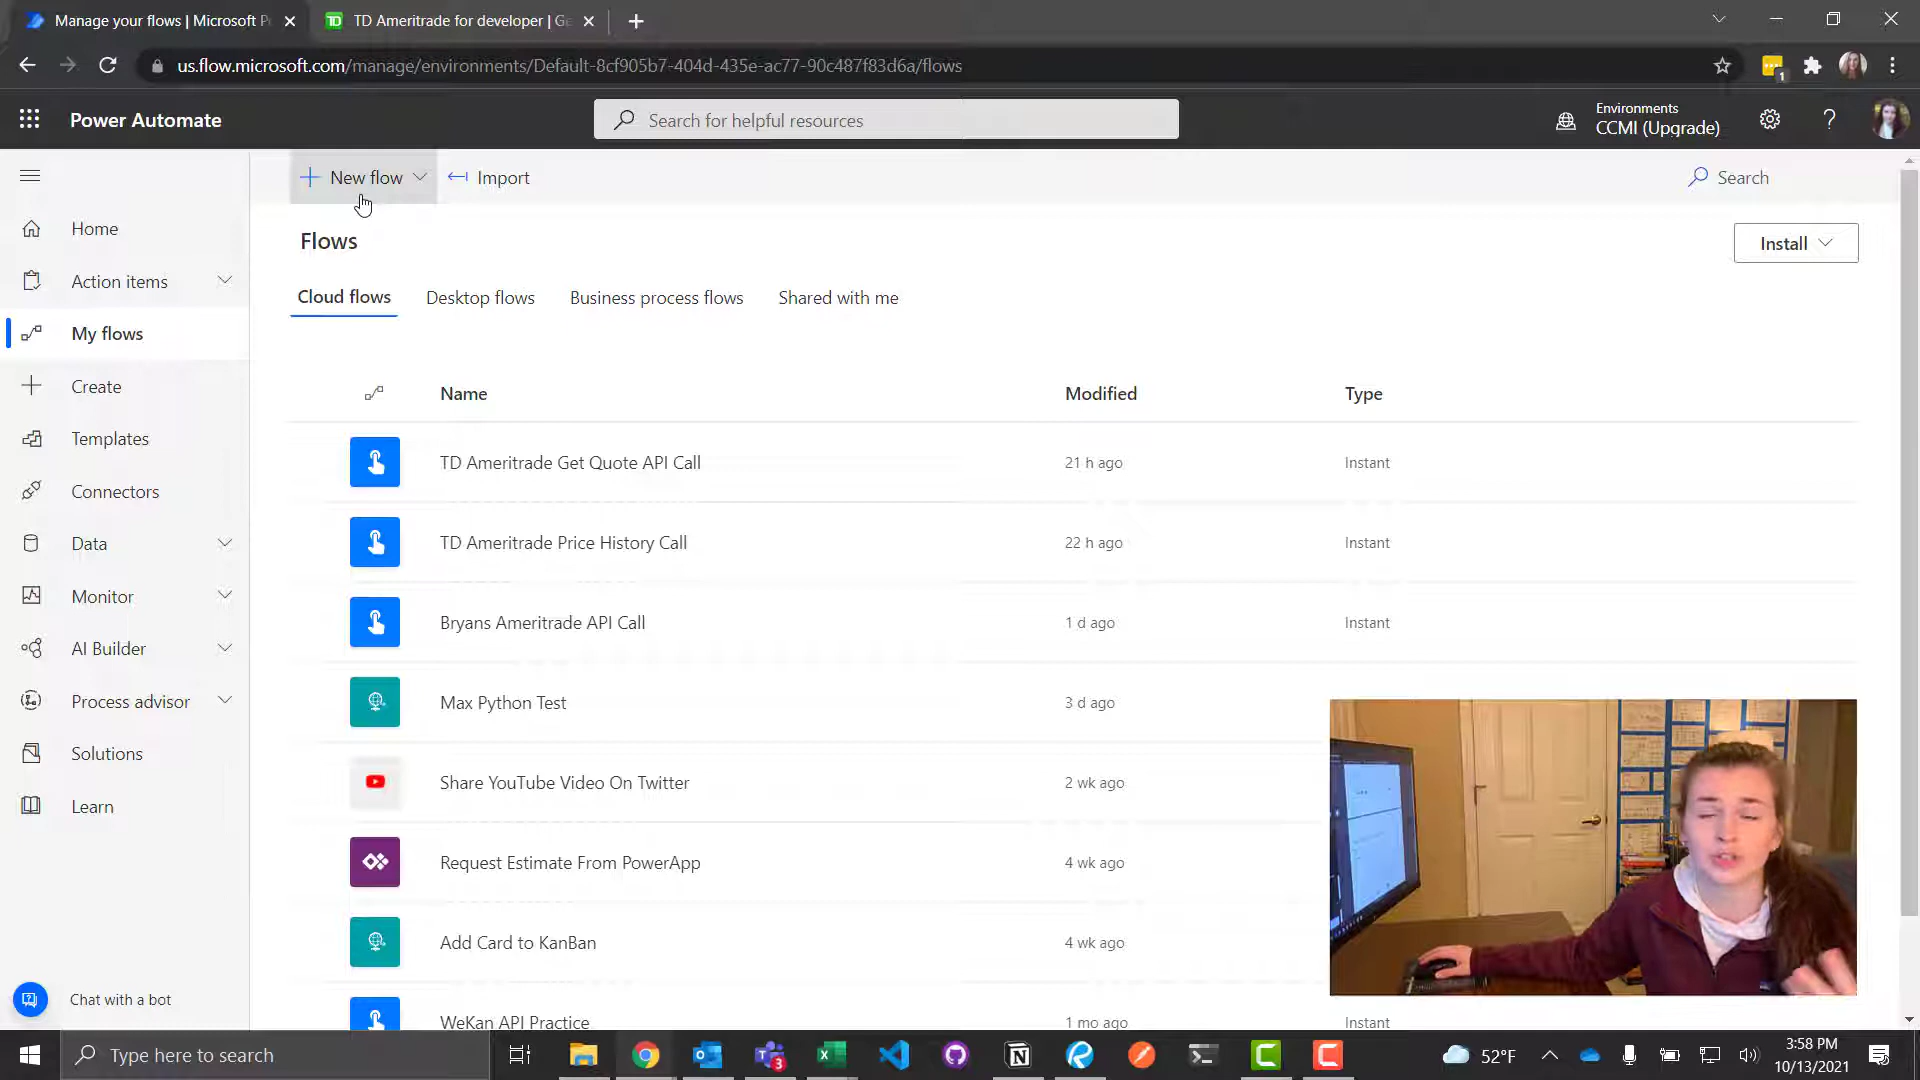 Manage your flows | Microsoft P
TD Ameritrade for developer | Ge
us.flow.microsoft.com/manage/environments/Default-8cf905b7-404d-435e-ac77-90c487f83d6a/flows
1
Power Automate
Search for helpful resources
Environments
CCMI (Upgrade)
?
New flow
Import
Search
Home
Action items
My flows
Create
Templates
Connectors
Data
Monitor
AI Builder
Process advisor
Solutions
Learn
Chat with a bot
Flows
Install
Cloud flows
Desktop flows
Business process flows
Shared with me
Name Modified Type
TD Ameritrade Get Quote API Call 21 h ago Instant
TD Ameritrade Price History Call 22 h ago Instant
Bryans Ameritrade API Call 1 d ago Instant
Max Python Test 3 d ago
Share YouTube Video On Twitter 2 wk ago
Request Estimate From PowerApp 4 wk ago
Add Card to KanBan 4 wk ago
WeKan API Practice 1 mo ago Instant
Type here to search
3
52°F
3:58 PM
10/13/2021